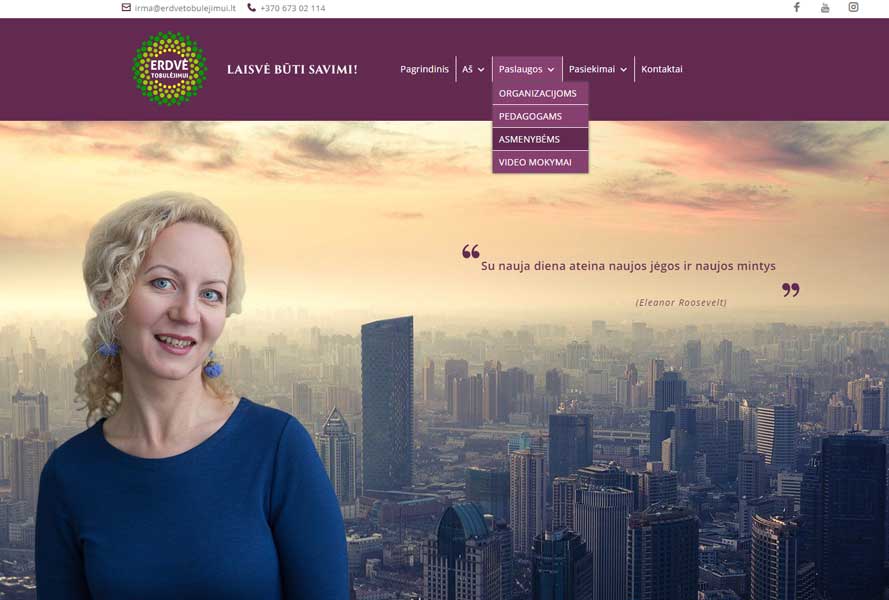 irma@erdvetobulejimui.lt +370 673 02 114
ERDVĖ
TOBULĖJIMUI
LAISVĖ BŪTI SAVIMI!
Pagrindinis Aš Paslaugos Pasiekimai Kontaktai
ORGANIZACIJOMS
PEDAGOGAMS
ASMENYBĖMS
VIDEO MOKYMAI
“ Su nauja diena ateina naujos jėgos ir naujos mintys ”
(Eleanor Roosevelt)